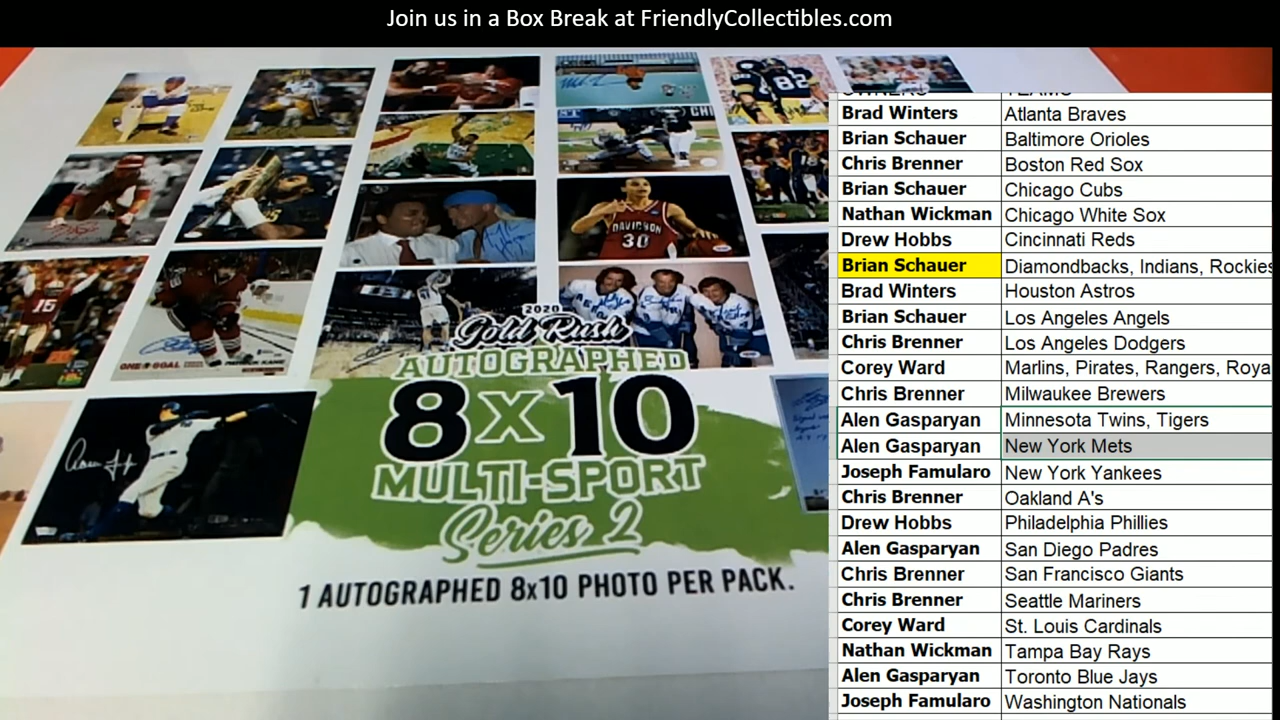 Join us in a Box Break at FriendlyCollectibles.com
DAVIDSON
30
15
ONE GOAL
PATRICK KANE
2020
Gold Rush
AUTOGRAPHED
8x10
MULTI-SPORT
Series 2
1 AUTOGRAPHED 8x10 PHOTO PER PACK.
Brad Winters Atlanta Braves
Brian Schauer Baltimore Orioles
Chris Brenner Boston Red Sox
Brian Schauer Chicago Cubs
Nathan Wickman Chicago White Sox
Drew Hobbs Cincinnati Reds
Brian Schauer Diamondbacks, Indians, Rockies
Brad Winters Houston Astros
Brian Schauer Los Angeles Angels
Chris Brenner Los Angeles Dodgers
Corey Ward Marlins, Pirates, Rangers, Roya
Chris Brenner Milwaukee Brewers
Alen Gasparyan Minnesota Twins, Tigers
Alen Gasparyan New York Mets
Joseph Famularo New York Yankees
Chris Brenner Oakland A's
Drew Hobbs Philadelphia Phillies
Alen Gasparyan San Diego Padres
Chris Brenner San Francisco Giants
Chris Brenner Seattle Mariners
Corey Ward St. Louis Cardinals
Nathan Wickman Tampa Bay Rays
Alen Gasparyan Toronto Blue Jays
Joseph Famularo Washington Nationals